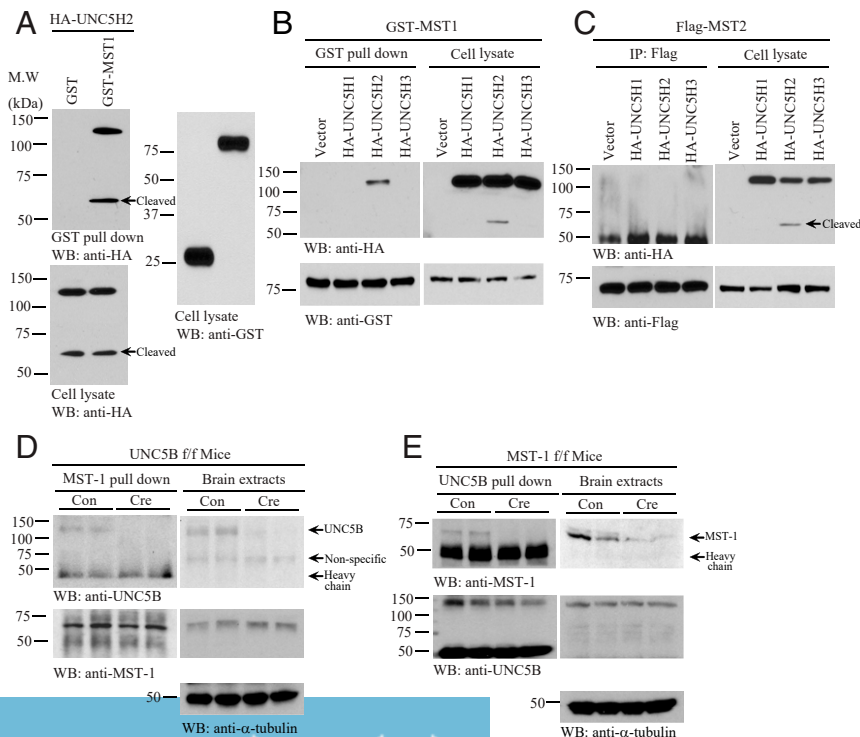 A
HA-UNC5H2
M.W
(kDa)
GST
GST-MST1
150
100
75
50
Cleaved
GST pull down
WB: anti-HA
150
100
75
50
Cleaved
Cell lysate
WB: anti-HA
75
50
37
25
Cell lysate
WB: anti-GST
B
GST-MST1
GST pull down Cell lysate
Vector HA-UNC5H1 HA-UNC5H2 HA-UNC5H3 Vector HA-UNC5H1 HA-UNC5H2 HA-UNC5H3
150
100
75
50
WB: anti-HA
75
WB: anti-GST
C
Flag-MST2
IP: Flag Cell lysate
Vector HA-UNC5H1 HA-UNC5H2 HA-UNC5H3 Vector HA-UNC5H1 HA-UNC5H2 HA-UNC5H3
150
100
75
50
Cleaved
WB: anti-HA
75
WB: anti-Flag
D
UNC5B f/f Mice
MST-1 pull down Brain extracts
Con Cre Con Cre
150
100
75
50
UNC5B
Non-specific
Heavy
chain
WB: anti-UNC5B
75
50
WB: anti-MST-1
50
WB: anti-α-tubulin
E
MST-1 f/f Mice
UNC5B pull down Brain extracts
Con Cre Con Cre
75
50
MST-1
Heavy
chain
WB: anti-MST-1
150
100
75
50
WB: anti-UNC5B
50
WB: anti-α-tubulin